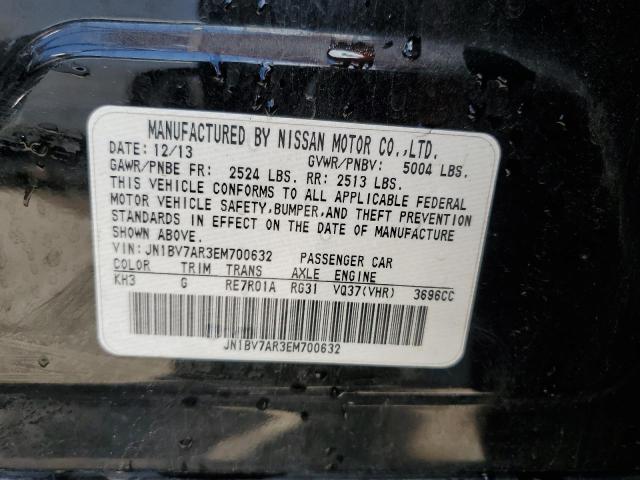 MANUFACTURED BY NISSAN MOTOR CO.,LTD.
DATE: 12/13 GVWR/PNBV: 5004 LBS.
GAWR/PNBE FR: 2524 LBS. RR: 2513 LBS.
THIS VEHICLE CONFORMS TO ALL APPLICABLE FEDERAL
MOTOR VEHICLE SAFETY, BUMPER, AND THEFT PREVENTION
STANDARDS IN EFFECT ON THE DATE OF MANUFACTURE
SHOWN ABOVE.
VIN: JN1BV7AR3EM700632 PASSENGER CAR
COLOR TRIM TRANS AXLE ENGINE
KH3 G RE7R01A RG31 VQ37(VHR) 3696CC
JN1BV7AR3EM700632